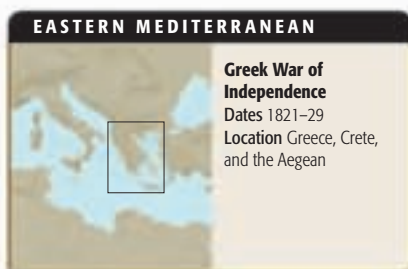 EASTERN MEDITERRANEAN
Greek War of
Independence
Dates 1821–29
Location Greece, Crete,
and the Aegean